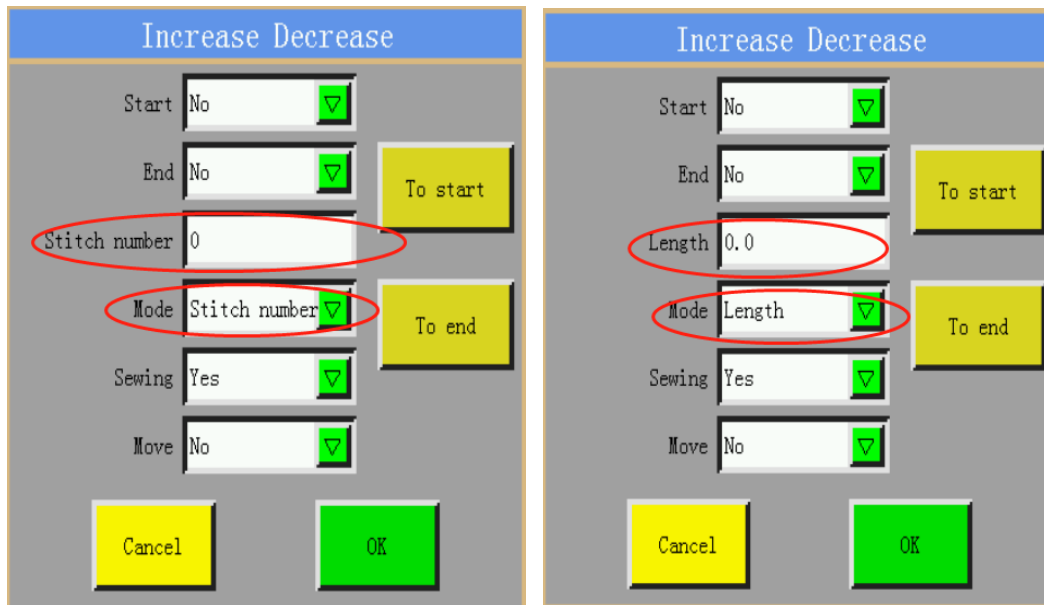 Increase Decrease
Start No
End No
To start
Stitch number 0
Mode Stitch number
To end
Sewing Yes
Move No
Cancel OK
Increase Decrease
Start No
End No
To start
Length 0.0
Mode Length
To end
Sewing Yes
Move No
Cancel OK